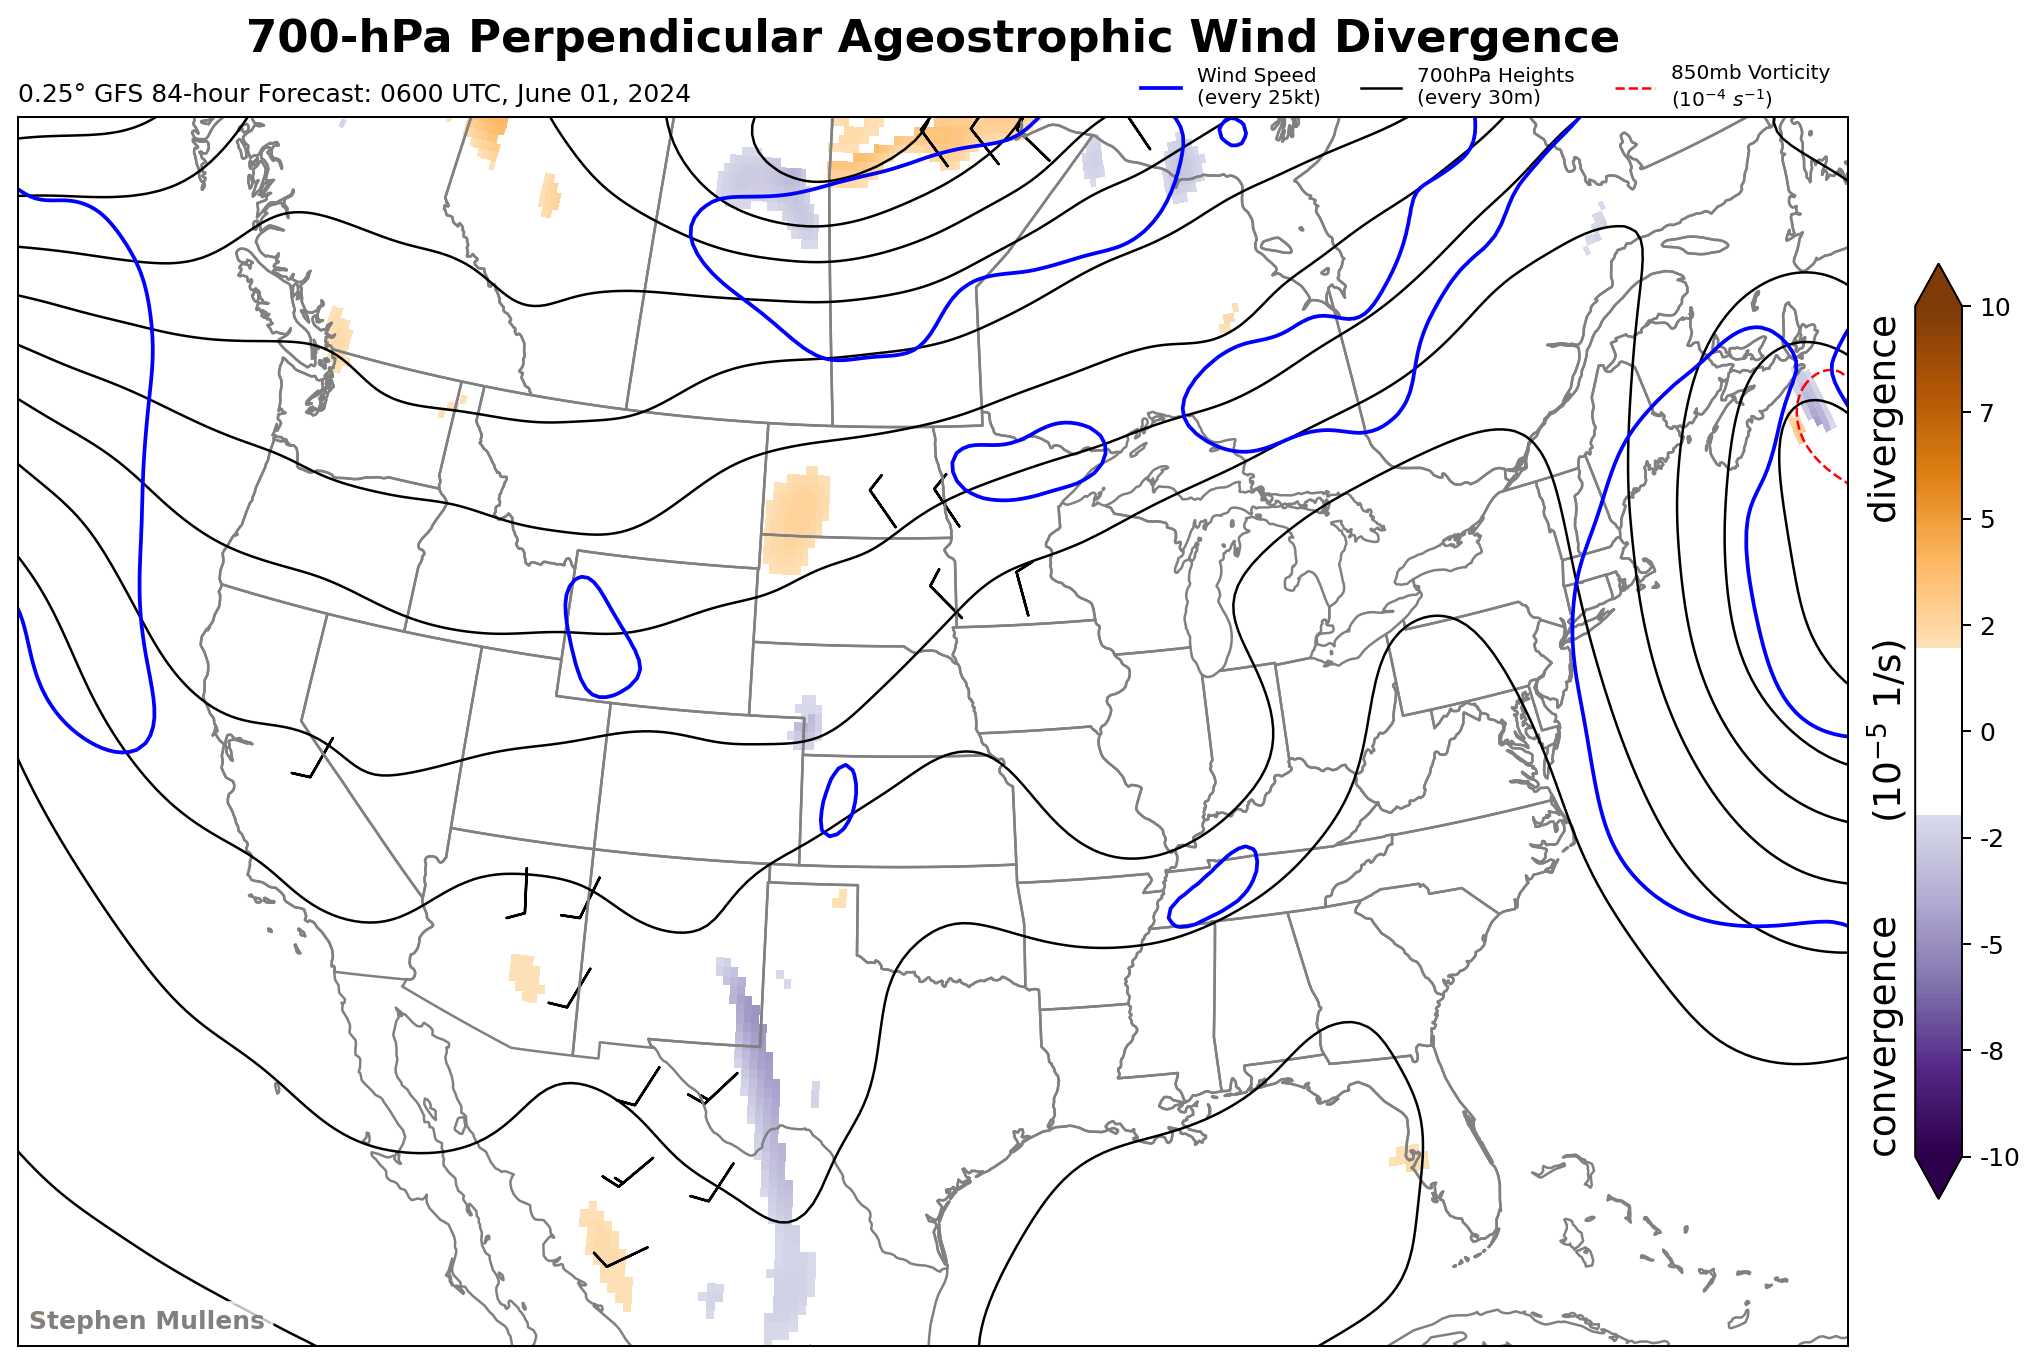 700-hPa Perpendicular Ageostrophic Wind Divergence
0.25° GFS 84-hour Forecast: 0600 UTC, June 01, 2024
Wind Speed
(every 25kt)
700hPa Heights
(every 30m)
850mb Vorticity
(10⁻⁴ s⁻¹)
10
7
5
2
0
-2
-5
-8
-10
convergence (10⁻⁵ 1/s) divergence
Stephen Mullens